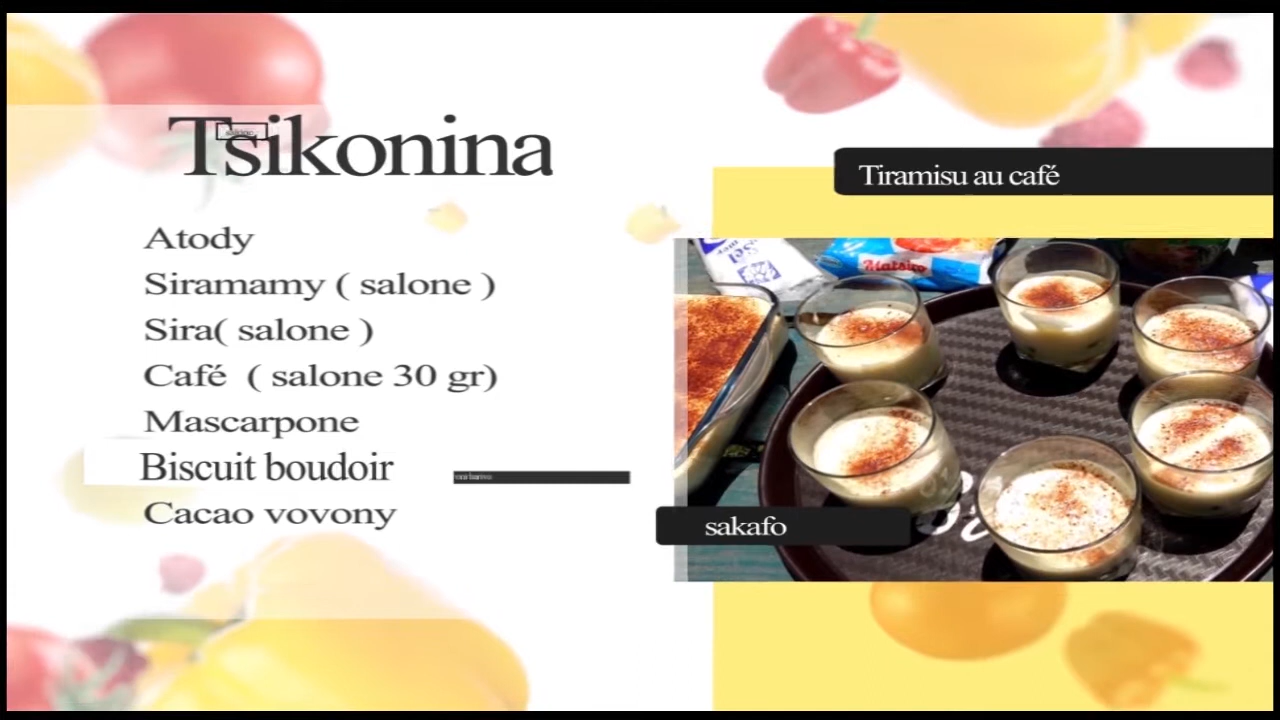 Tsikonina
Atody
Siramamy ( salone )
Sira( salone )
Café ( salone 30 gr)
Mascarpone
Biscuit boudoir
Cacao vovony
Tiramisu au café
Matsiro
sakafo